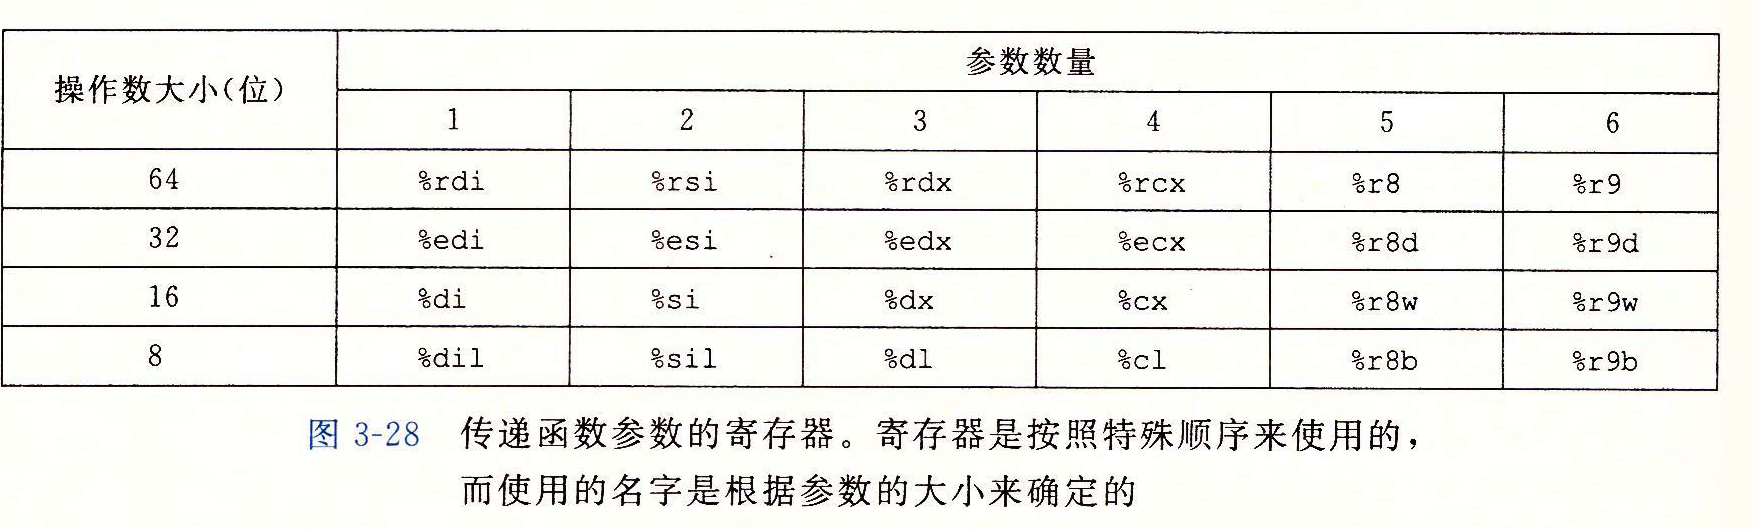 操作数大小(位) 参数数量
1 2 3 4 5 6
64 %rdi %rsi %rdx %rcx %r8 %r9
32 %edi %esi %edx %ecx %r8d %r9d
16 %di %si %dx %cx %r8w %r9w
8 %dil %sil %dl %cl %r8b %r9b
图 3-28 传递函数参数的寄存器。寄存器是按照特殊顺序来使用的，
而使用的名字是根据参数的大小来确定的